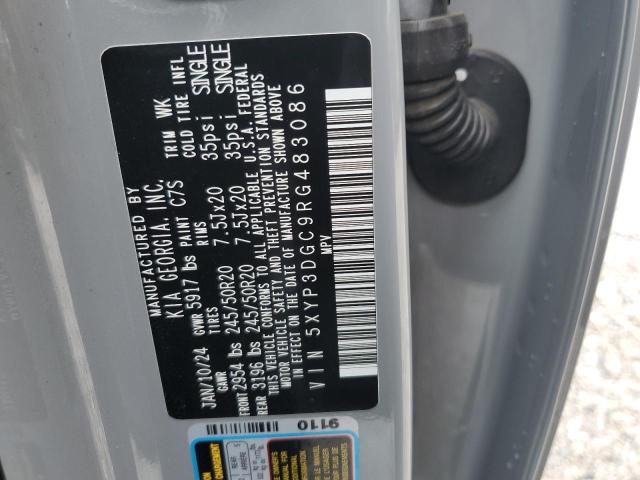 MANUFACTURED BY
KIA GEORGIA, INC.
JAN/10/24 GVWR 5917 lbs PAINT C7S TRIM WK
GAWR TIRES RIMS COLD TIRE INFL
FRONT 2954 lbs 245/50R20 7.5Jx20 35psi SINGLE
REAR 3196 lbs 245/50R20 7.5Jx20 35psi SINGLE
THIS VEHICLE CONFORMS TO ALL APPLICABLE U.S.A. FEDERAL
MOTOR VEHICLE SAFETY AND THEFT PREVENTION STANDARDS
IN EFFECT ON THE DATE OF MANUFACTURE SHOWN ABOVE
VIN 5XYP3DGC9RG483086
MPV
9110